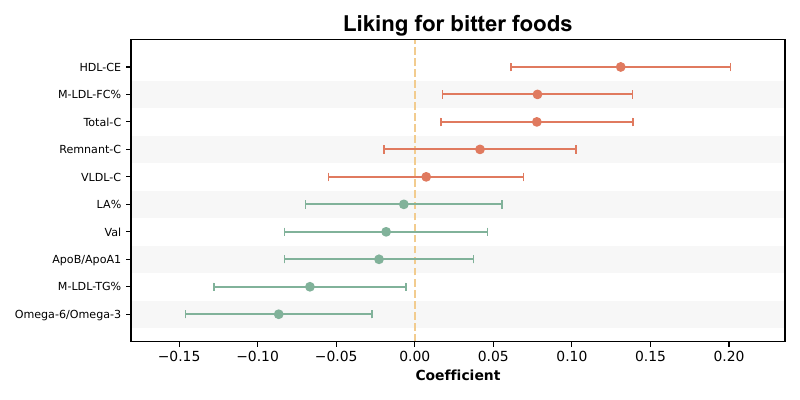 Liking for bitter foods
HDL-CE
M-LDL-FC%
Total-C
Remnant-C
VLDL-C
LA%
Val
ApoB/ApoA1
M-LDL-TG%
Omega-6/Omega-3
−0.15 −0.10 −0.05 0.00 0.05 0.10 0.15 0.20
Coefficient